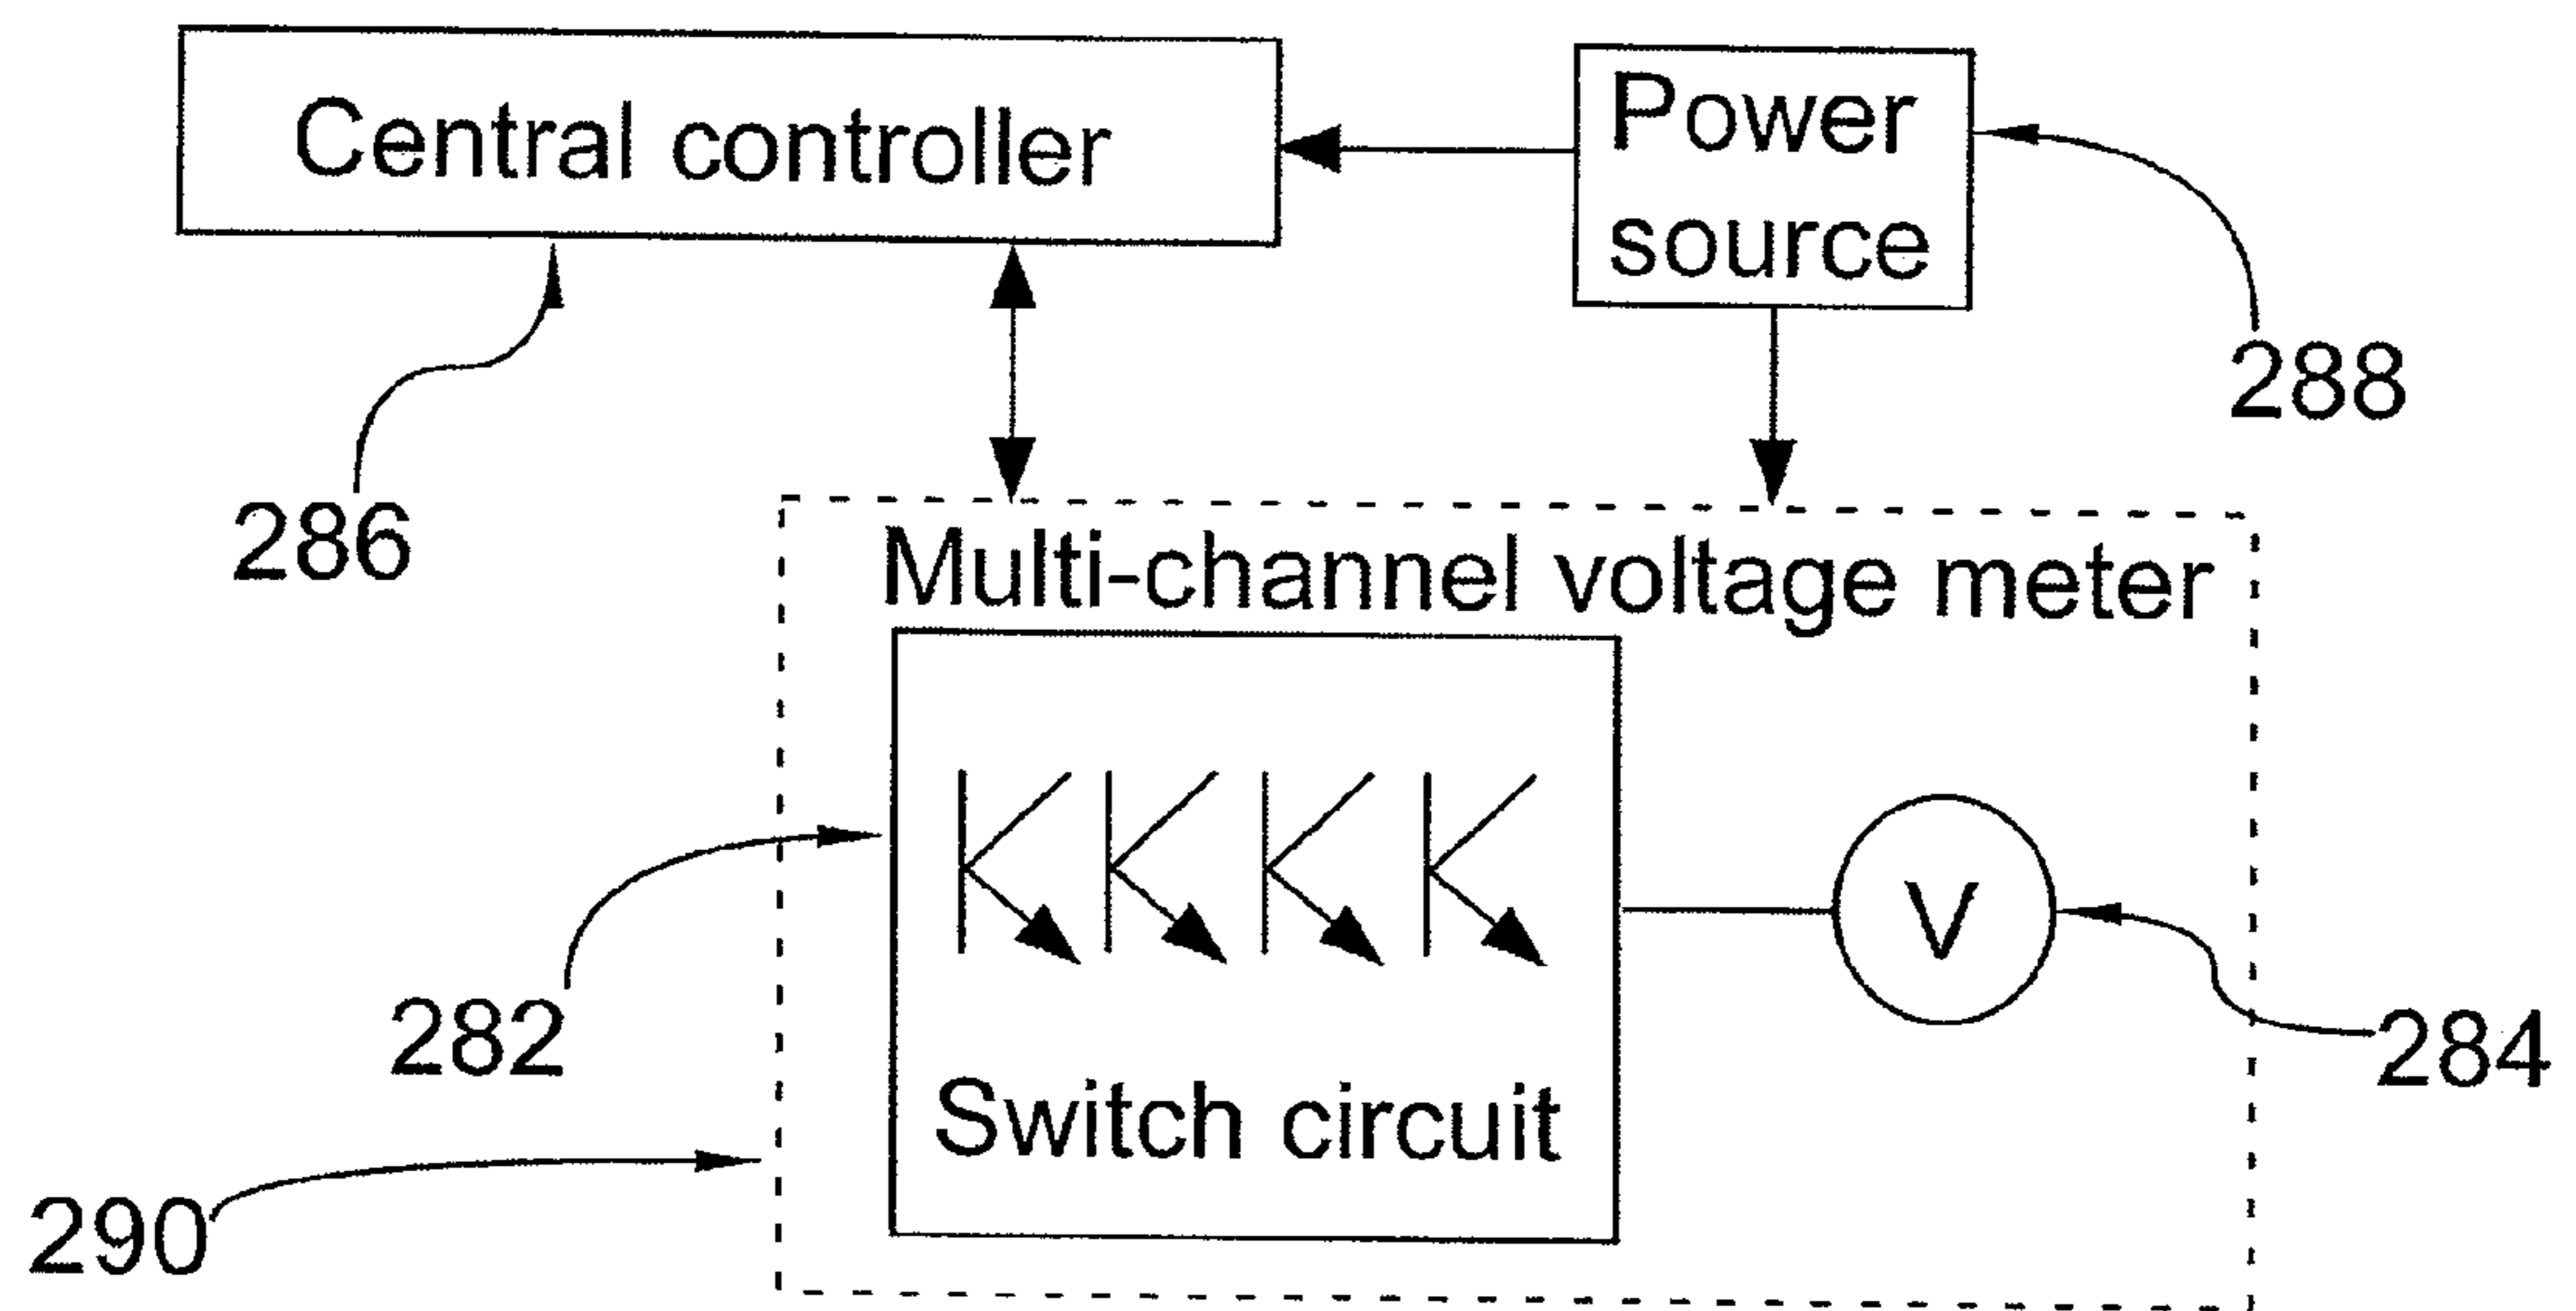 Central controller
Power
source
288
286
Multi-channel voltage meter
V
282
284
Switch circuit
290